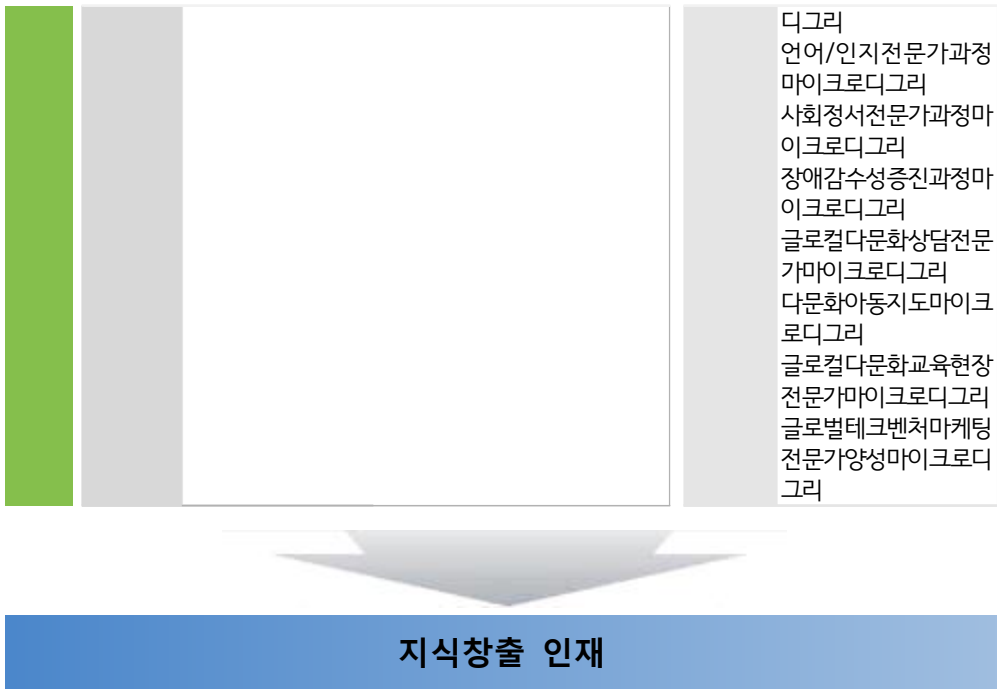 디그리
언어/인지전문가과정
마이크로디그리
사회정서전문가과정마
이크로디그리
장애감수성증진과정마
이크로디그리
글로컬다문화상담전문
가마이크로디그리
다문화아동지도마이크
로디그리
글로컬다문화교육현장
전문가마이크로디그리
글로벌테크벤처마케팅
전문가양성마이크로디
그리
지식창출 인재